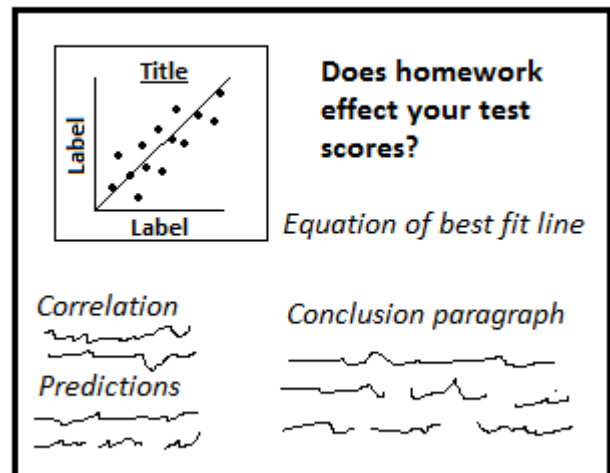 Title
Label
Label
Does homework
effect your test
scores?
Equation of best fit line
Correlation
Predictions
Conclusion paragraph